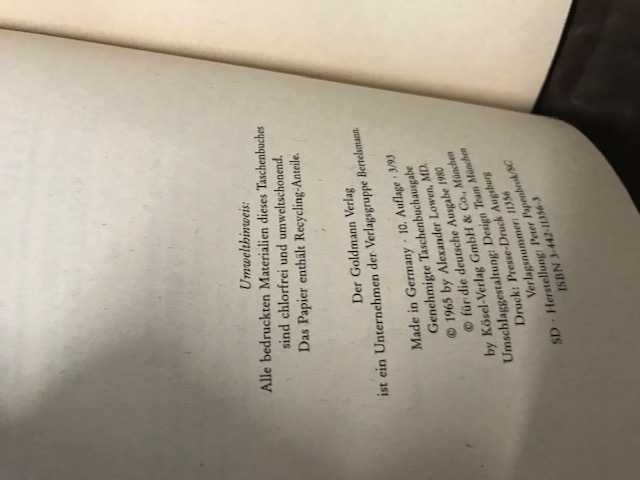 Umwelthinweis:
Alle bedruckten Materialien dieses Taschenbuches
sind chlorfrei und umweltschonend.
Das Papier enthält Recycling-Anteile.
Der Goldmann Verlag
ist ein Unternehmen der Verlagsgruppe Bertelsmann.
Made in Germany · 10. Auflage · 3/93
Genehmigte Taschenbuchausgabe
© 1965 by Alexander Lowen, MD.
© für die deutsche Ausgabe 1980
by Kösel-Verlag GmbH & Co., München
Umschlaggestaltung: Design Team München
Druck: Presse-Druck Augsburg
Verlagsnummer: 11356
SD · Herstellung: Peter Papenbrok/SC
ISBN 3-442-11356-3